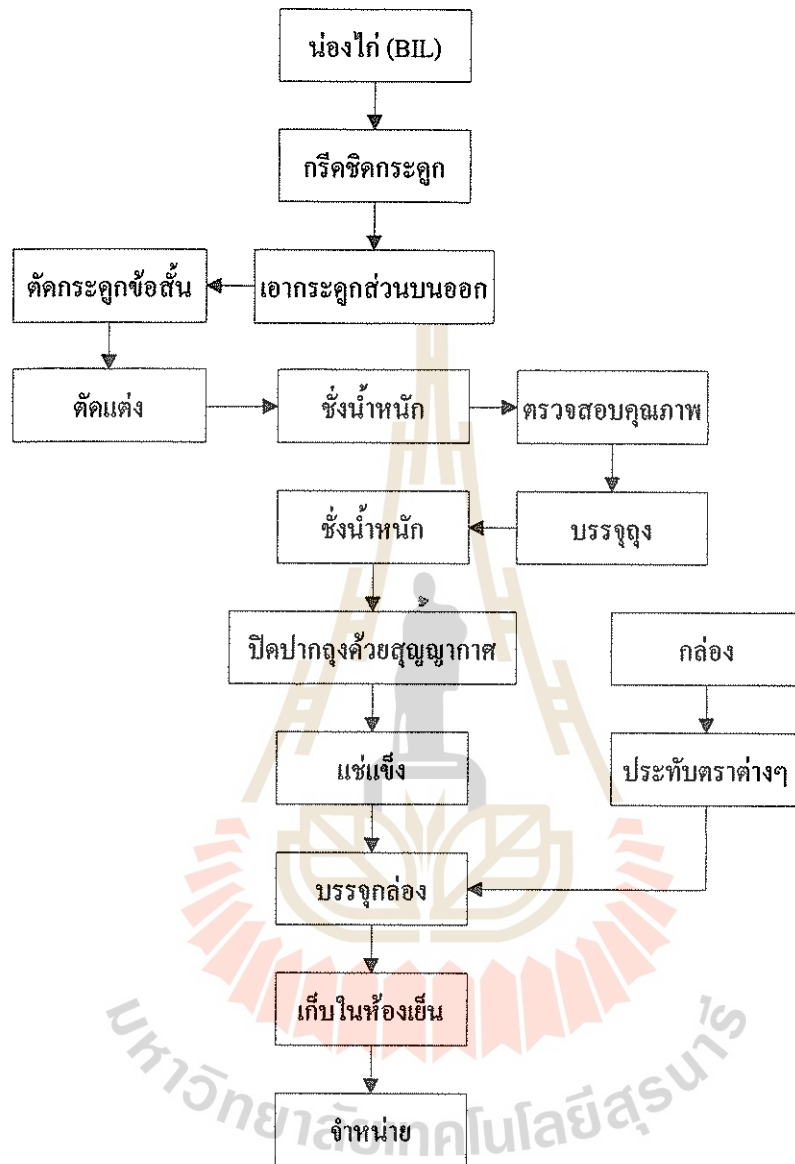 น่องไก่ (BIL)
กรีดชิดกระดูก
ตัดกระดูกข้อสั้น
เอากระดูกส่วนบนออก
ตัดแต่ง
ชั่งน้ำหนัก
ตรวจสอบคุณภาพ
ชั่งน้ำหนัก
บรรจุถุง
ปิดปากถุงด้วยสุญญากาศ
กล่อง
แช่แข็ง
ประทับตราต่างๆ
บรรจุกล่อง
เก็บในห้องเย็น
จำหน่าย
มหาวิทยาลัยเทคโนโลยีสุรนารี